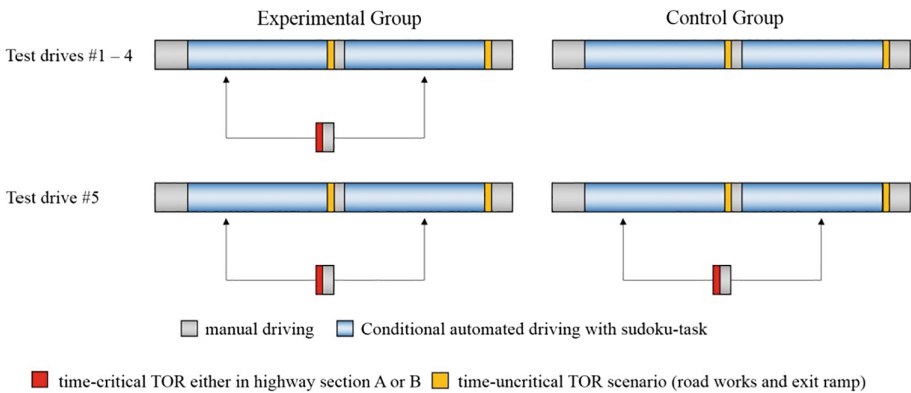 Experimental Group
Control Group
Test drives #1 – 4
Test drive #5
manual driving
Conditional automated driving with sudoku-task
time-critical TOR either in highway section A or B
time-uncritical TOR scenario (road works and exit ramp)